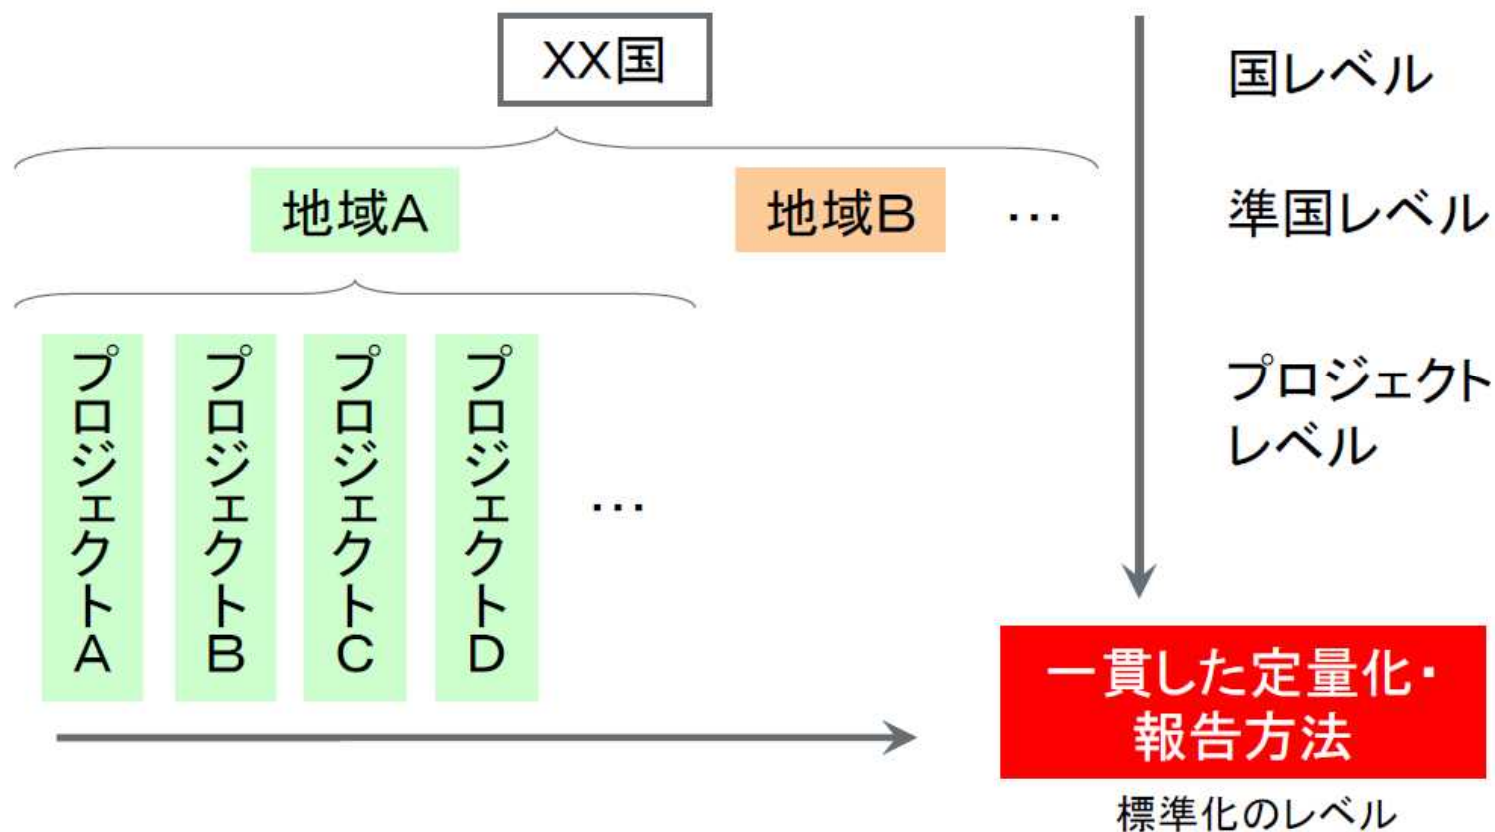 XX国
国レベル
地域A
地域B
…
準国レベル
プロジェクトA
プロジェクトB
プロジェクトC
プロジェクトD
…
プロジェクト
レベル
一貫した定量化・
報告方法
標準化のレベル